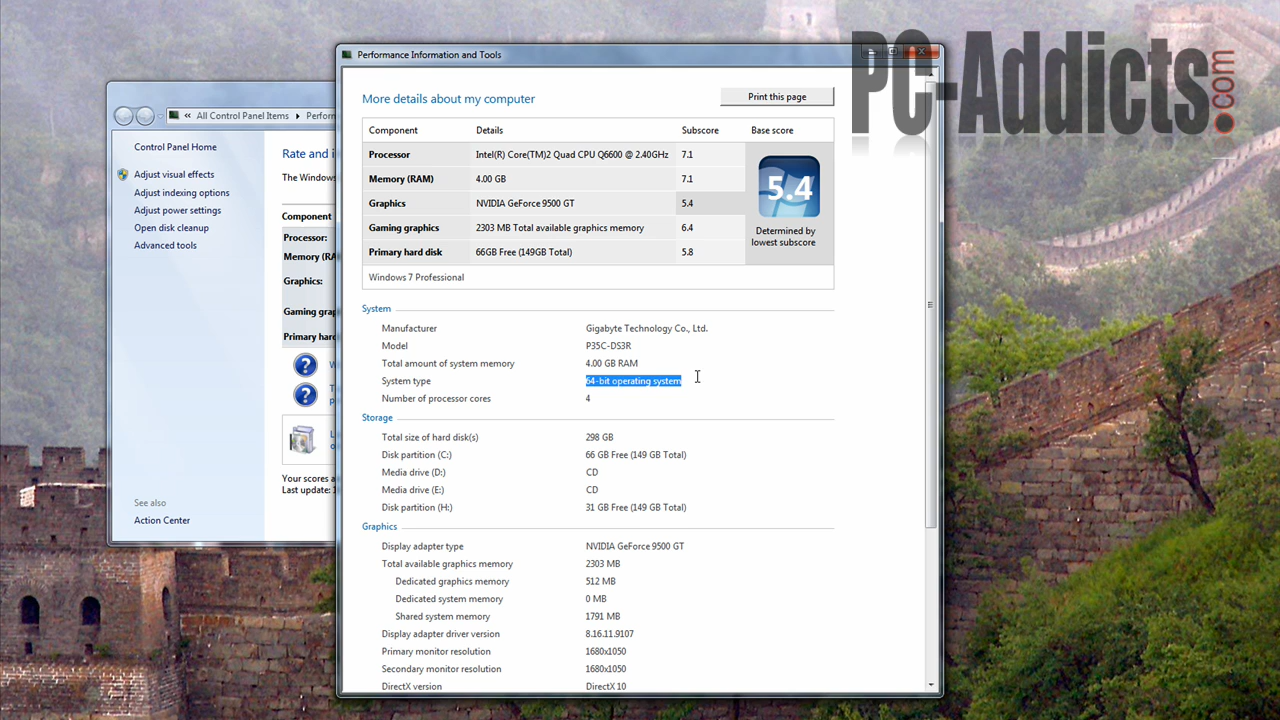 PC-Addicts.com
Performance Information and Tools
All Control Panel Items
Control Panel Home
Adjust visual effects
Adjust indexing options
Adjust power settings
Open disk cleanup
Advanced tools
See also
Action Center
Rate and
The Window
Component
Processor:
Memory (RA
Graphics:
Gaming grap
Primary hard
Your scores a
Last update:
More details about my computer
Print this page
Component Details Subscore Base score
Processor Intel(R) Core(TM)2 Quad CPU Q6600 @ 2.40GHz 7.1
Memory (RAM) 4.00 GB 7.1
Graphics NVIDIA GeForce 9500 GT 5.4
Gaming graphics 2303 MB Total available graphics memory 6.4
Primary hard disk 66GB Free (149GB Total) 5.8
5.4
Determined by
lowest subscore
Windows 7 Professional
System
Manufacturer Gigabyte Technology Co., Ltd.
Model P35C-DS3R
Total amount of system memory 4.00 GB RAM
System type 64-bit operating system
Number of processor cores 4
Storage
Total size of hard disk(s) 298 GB
Disk partition (C:) 66 GB Free (149 GB Total)
Media drive (D:) CD
Media drive (E:) CD
Disk partition (H:) 31 GB Free (149 GB Total)
Graphics
Display adapter type NVIDIA GeForce 9500 GT
Total available graphics memory 2303 MB
Dedicated graphics memory 512 MB
Dedicated system memory 0 MB
Shared system memory 1791 MB
Display adapter driver version 8.16.11.9107
Primary monitor resolution 1680x1050
Secondary monitor resolution 1680x1050
DirectX version DirectX 10